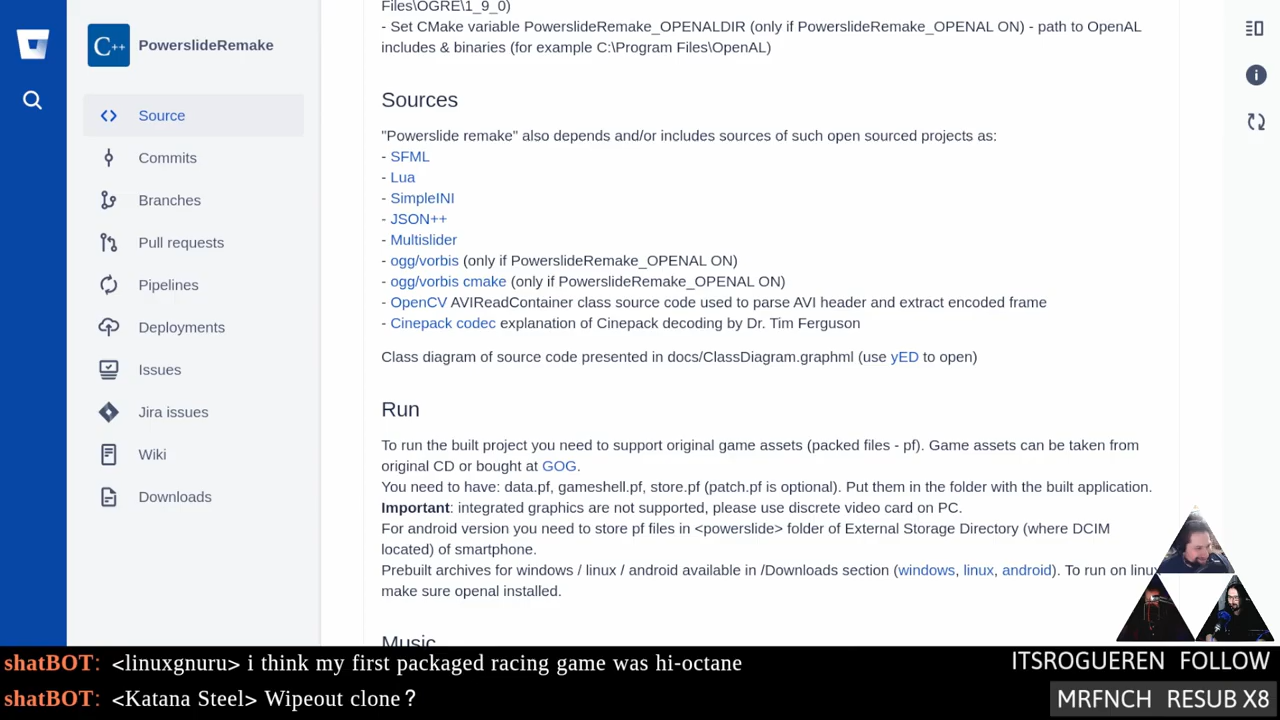 C++ PowerslideRemake
Source
Commits
Branches
Pull requests
Pipelines
Deployments
Issues
Jira issues
Wiki
Downloads
Files\OGRE\1_9_0)
- Set CMake variable PowerslideRemake_OPENALDIR (only if PowerslideRemake_OPENAL ON) - path to OpenAL
includes & binaries (for example C:\Program Files\OpenAL)
Sources
"Powerslide remake" also depends and/or includes sources of such open sourced projects as:
- SFML
- Lua
- SimpleINI
- JSON++
- Multislider
- ogg/vorbis (only if PowerslideRemake_OPENAL ON)
- ogg/vorbis cmake (only if PowerslideRemake_OPENAL ON)
- OpenCV AVIReadContainer class source code used to parse AVI header and extract encoded frame
- Cinepack codec explanation of Cinepack decoding by Dr. Tim Ferguson
Class diagram of source code presented in docs/ClassDiagram.graphml (use yED to open)
Run
To run the built project you need to support original game assets (packed files - pf). Game assets can be taken from
original CD or bought at GOG.
You need to have: data.pf, gameshell.pf, store.pf (patch.pf is optional). Put them in the folder with the built application.
Important: integrated graphics are not supported, please use discrete video card on PC.
For android version you need to store pf files in <powerslide> folder of External Storage Directory (where DCIM
located) of smartphone.
Prebuilt archives for windows / linux / android available in /Downloads section (windows, linux, android). To run on linux
make sure openal installed.
Music
shatBOT: <linuxgnuru> i think my first packaged racing game was hi-octane
shatBOT: <Katana Steel> Wipeout clone?
ITSROGUEREN FOLLOW
MRFNCH RESUB X8